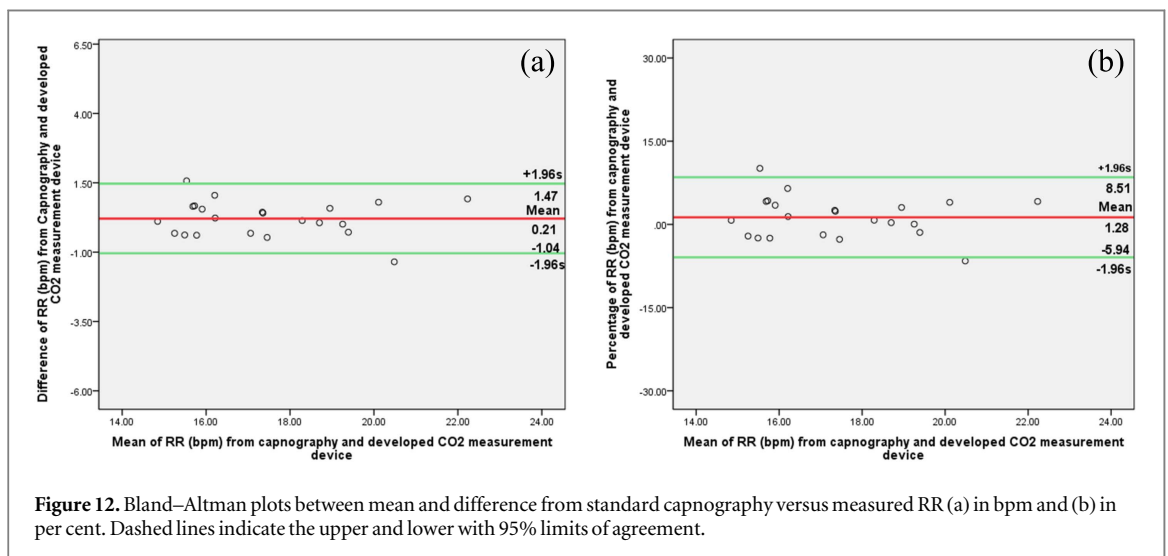 (a)
6.50
4.00
1.50
-1.00
-3.50
-6.00
Difference of RR (bpm) from Capnography and developed
CO2 measurement device
+1.96s
1.47
Mean
0.21
-1.04
-1.96s
14.00 16.00 18.00 20.00 22.00 24.00
Mean of RR (bpm) from capnography and developed CO2 measurement
device
(b)
30.00
15.00
.00
-15.00
-30.00
Percentage of RR (bpm) from capnography and
developed CO2 measurement device
+1.96s
8.51
Mean
1.28
-5.94
-1.96s
14.00 16.00 18.00 20.00 22.00 24.00
Mean of RR (bpm) from capnography and developed CO2 measurement
device
Figure 12. Bland–Altman plots between mean and difference from standard capnography versus measured RR (a) in bpm and (b) in
per cent. Dashed lines indicate the upper and lower with 95% limits of agreement.